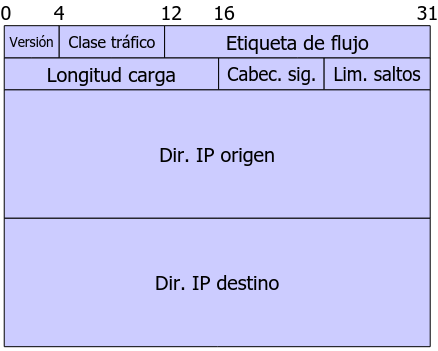 0 4 12 16 31
Versión Clase tráfico Etiqueta de flujo
Longitud carga Cabec. sig. Lim. saltos
Dir. IP origen
Dir. IP destino